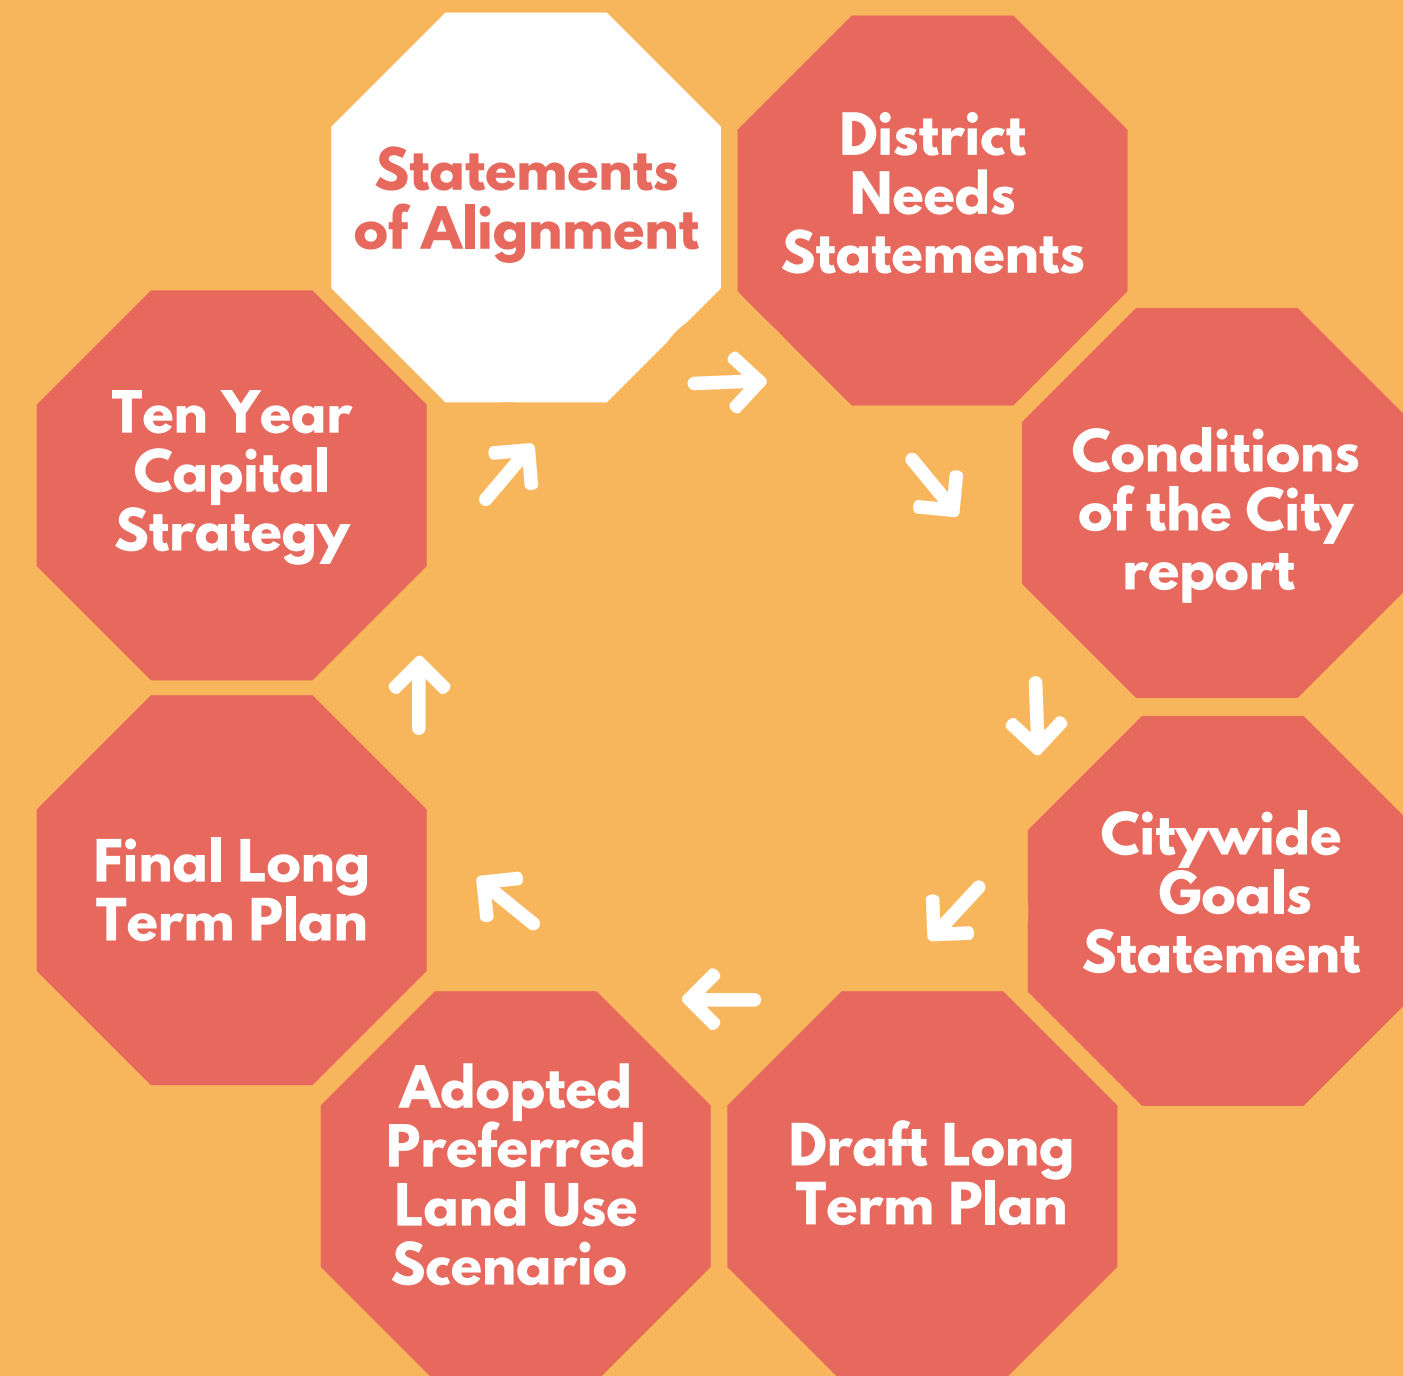 Statements
of Alignment
District
Needs
Statements
Conditions
of the City
report
Citywide
Goals
Statement
Draft Long
Term Plan
Adopted
Preferred
Land Use
Scenario
Final Long
Term Plan
Ten Year
Capital
Strategy